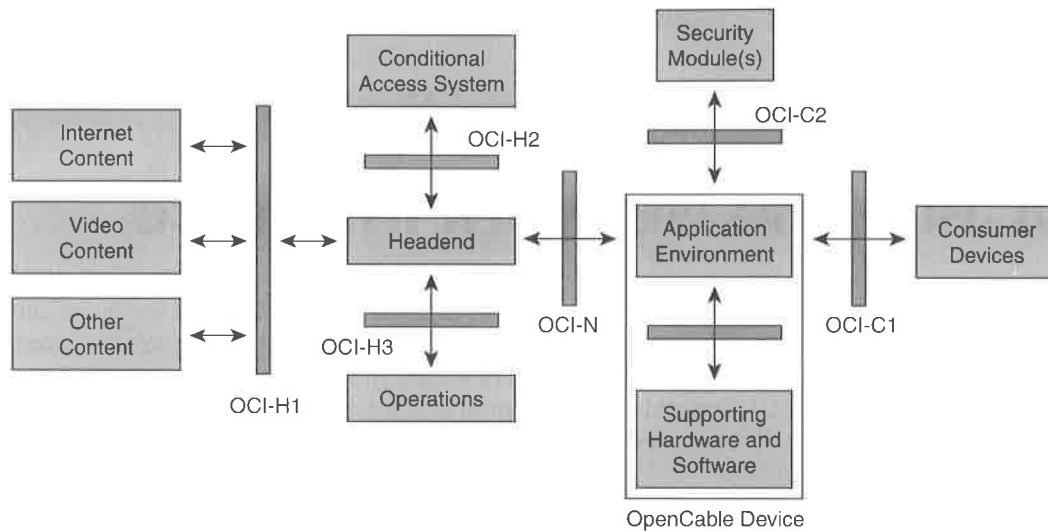 Internet
Content
Video
Content
Other
Content
OCI-H1
Conditional
Access System
OCI-H2
Headend
OCI-H3
Operations
OCI-N
Security
Module(s)
OCI-C2
Application
Environment
Supporting
Hardware and
Software
OpenCable Device
OCI-C1
Consumer
Devices